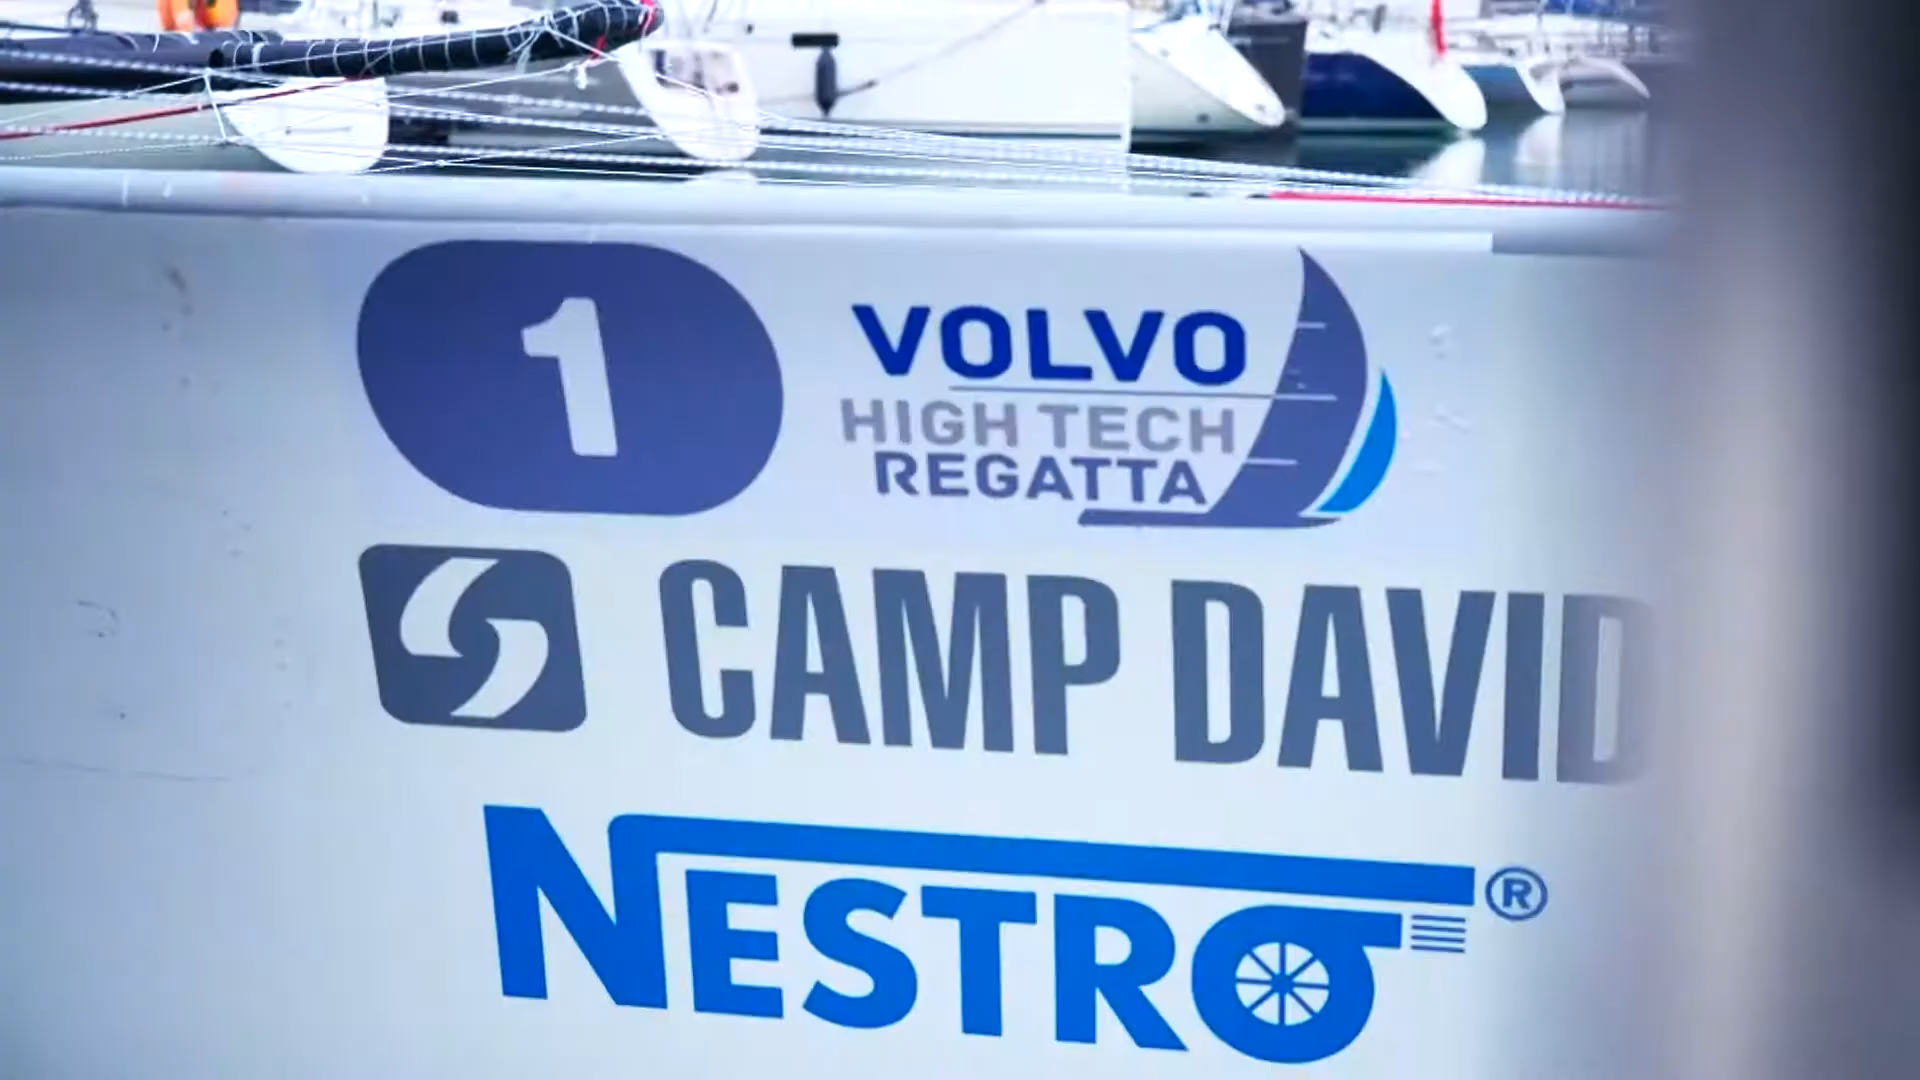 1
VOLVO
HIGH TECH
REGATTA
CAMP DAVID
NESTRO®